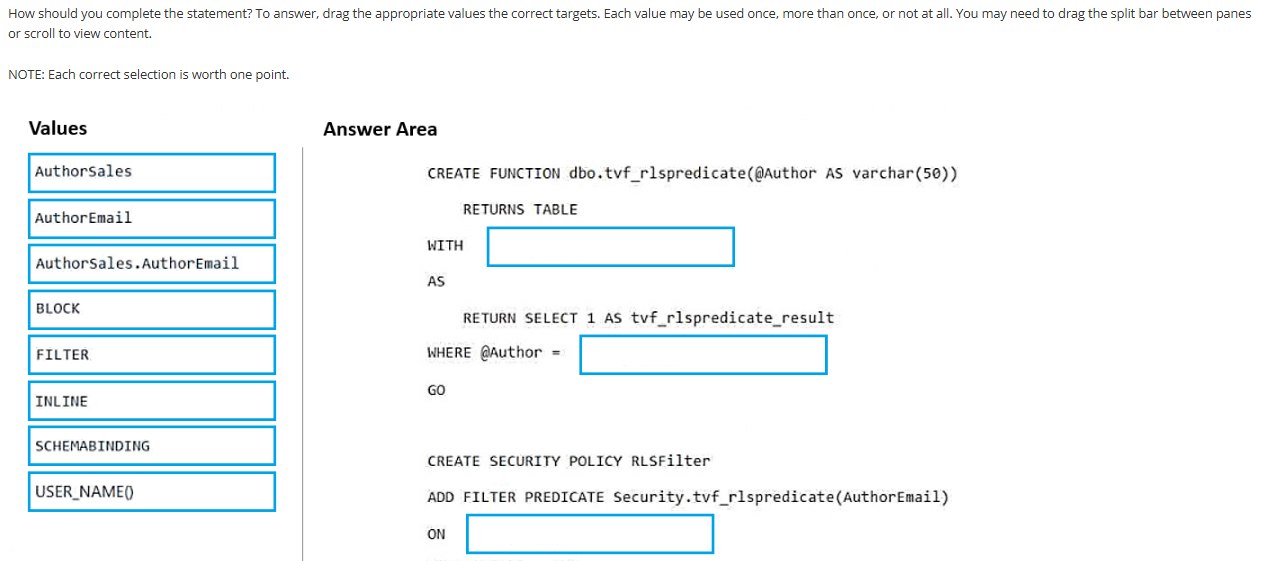 How should you complete the statement? To answer, drag the appropriate values the correct targets. Each value may be used once, more than once, or not at all. You may need to drag the split bar between panes
or scroll to view content.
NOTE: Each correct selection is worth one point.
Values
AuthorSales
AuthorEmail
AuthorSales.AuthorEmail
BLOCK
FILTER
INLINE
SCHEMABINDING
USER_NAME()
Answer Area
CREATE FUNCTION dbo.tvf_rlspredicate(@Author AS varchar(50))
RETURNS TABLE
WITH
AS
RETURN SELECT 1 AS tvf_rlspredicate_result
WHERE @Author =
GO
CREATE SECURITY POLICY RLSFilter
ADD FILTER PREDICATE Security.tvf_rlspredicate(AuthorEmail)
ON